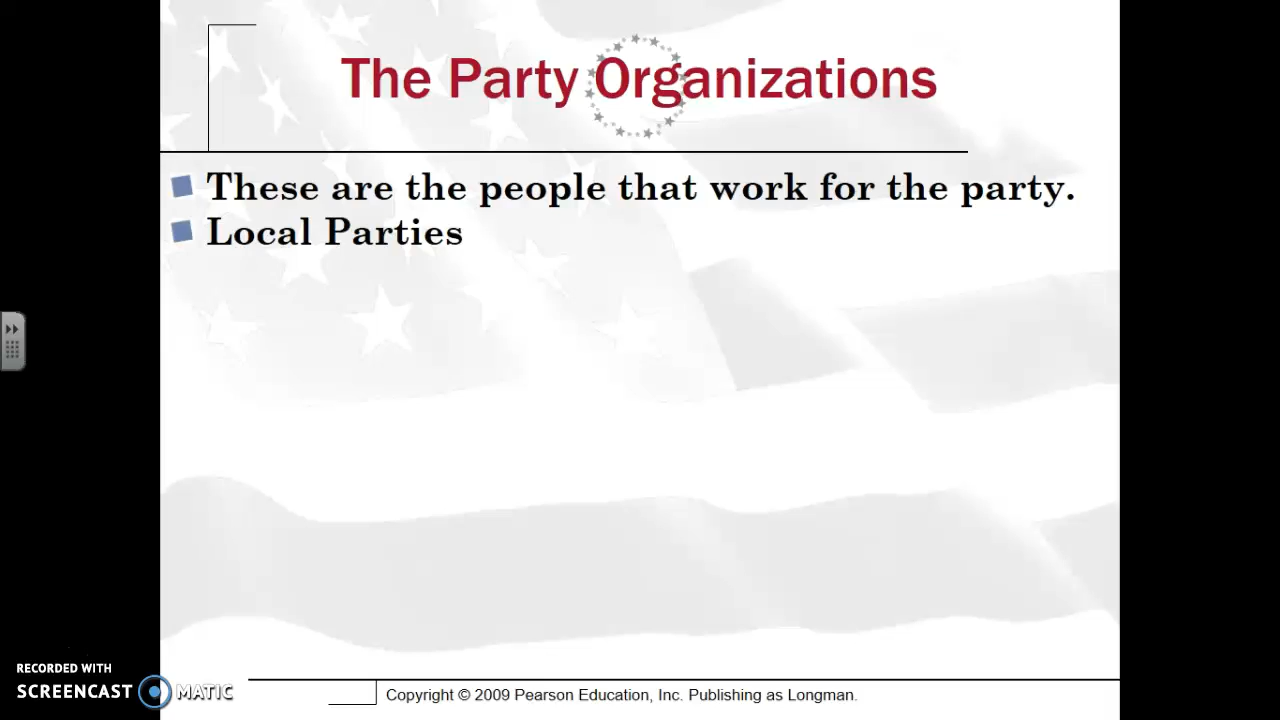 The Party Organizations
These are the people that work for the party.
Local Parties
RECORDED WITH
SCREENCAST MATIC
Copyright © 2009 Pearson Education, Inc. Publishing as Longman.